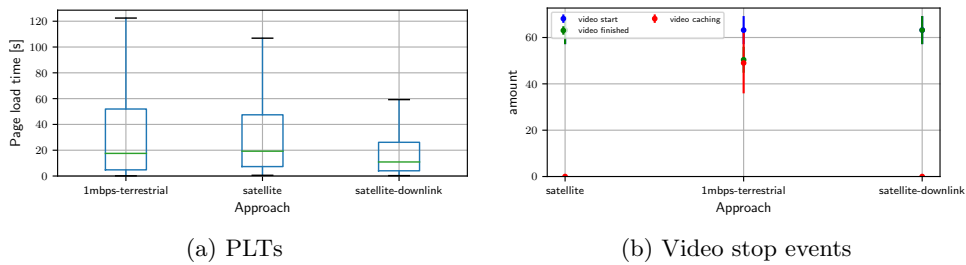 120
100
80
60
40
20
0
Page load time [s]
1mbps-terrestrial
satellite
satellite-downlink
Approach
(a) PLTs
video start
video finished
video caching
60
40
20
0
amount
satellite
1mbps-terrestrial
satellite-downlink
Approach
(b) Video stop events